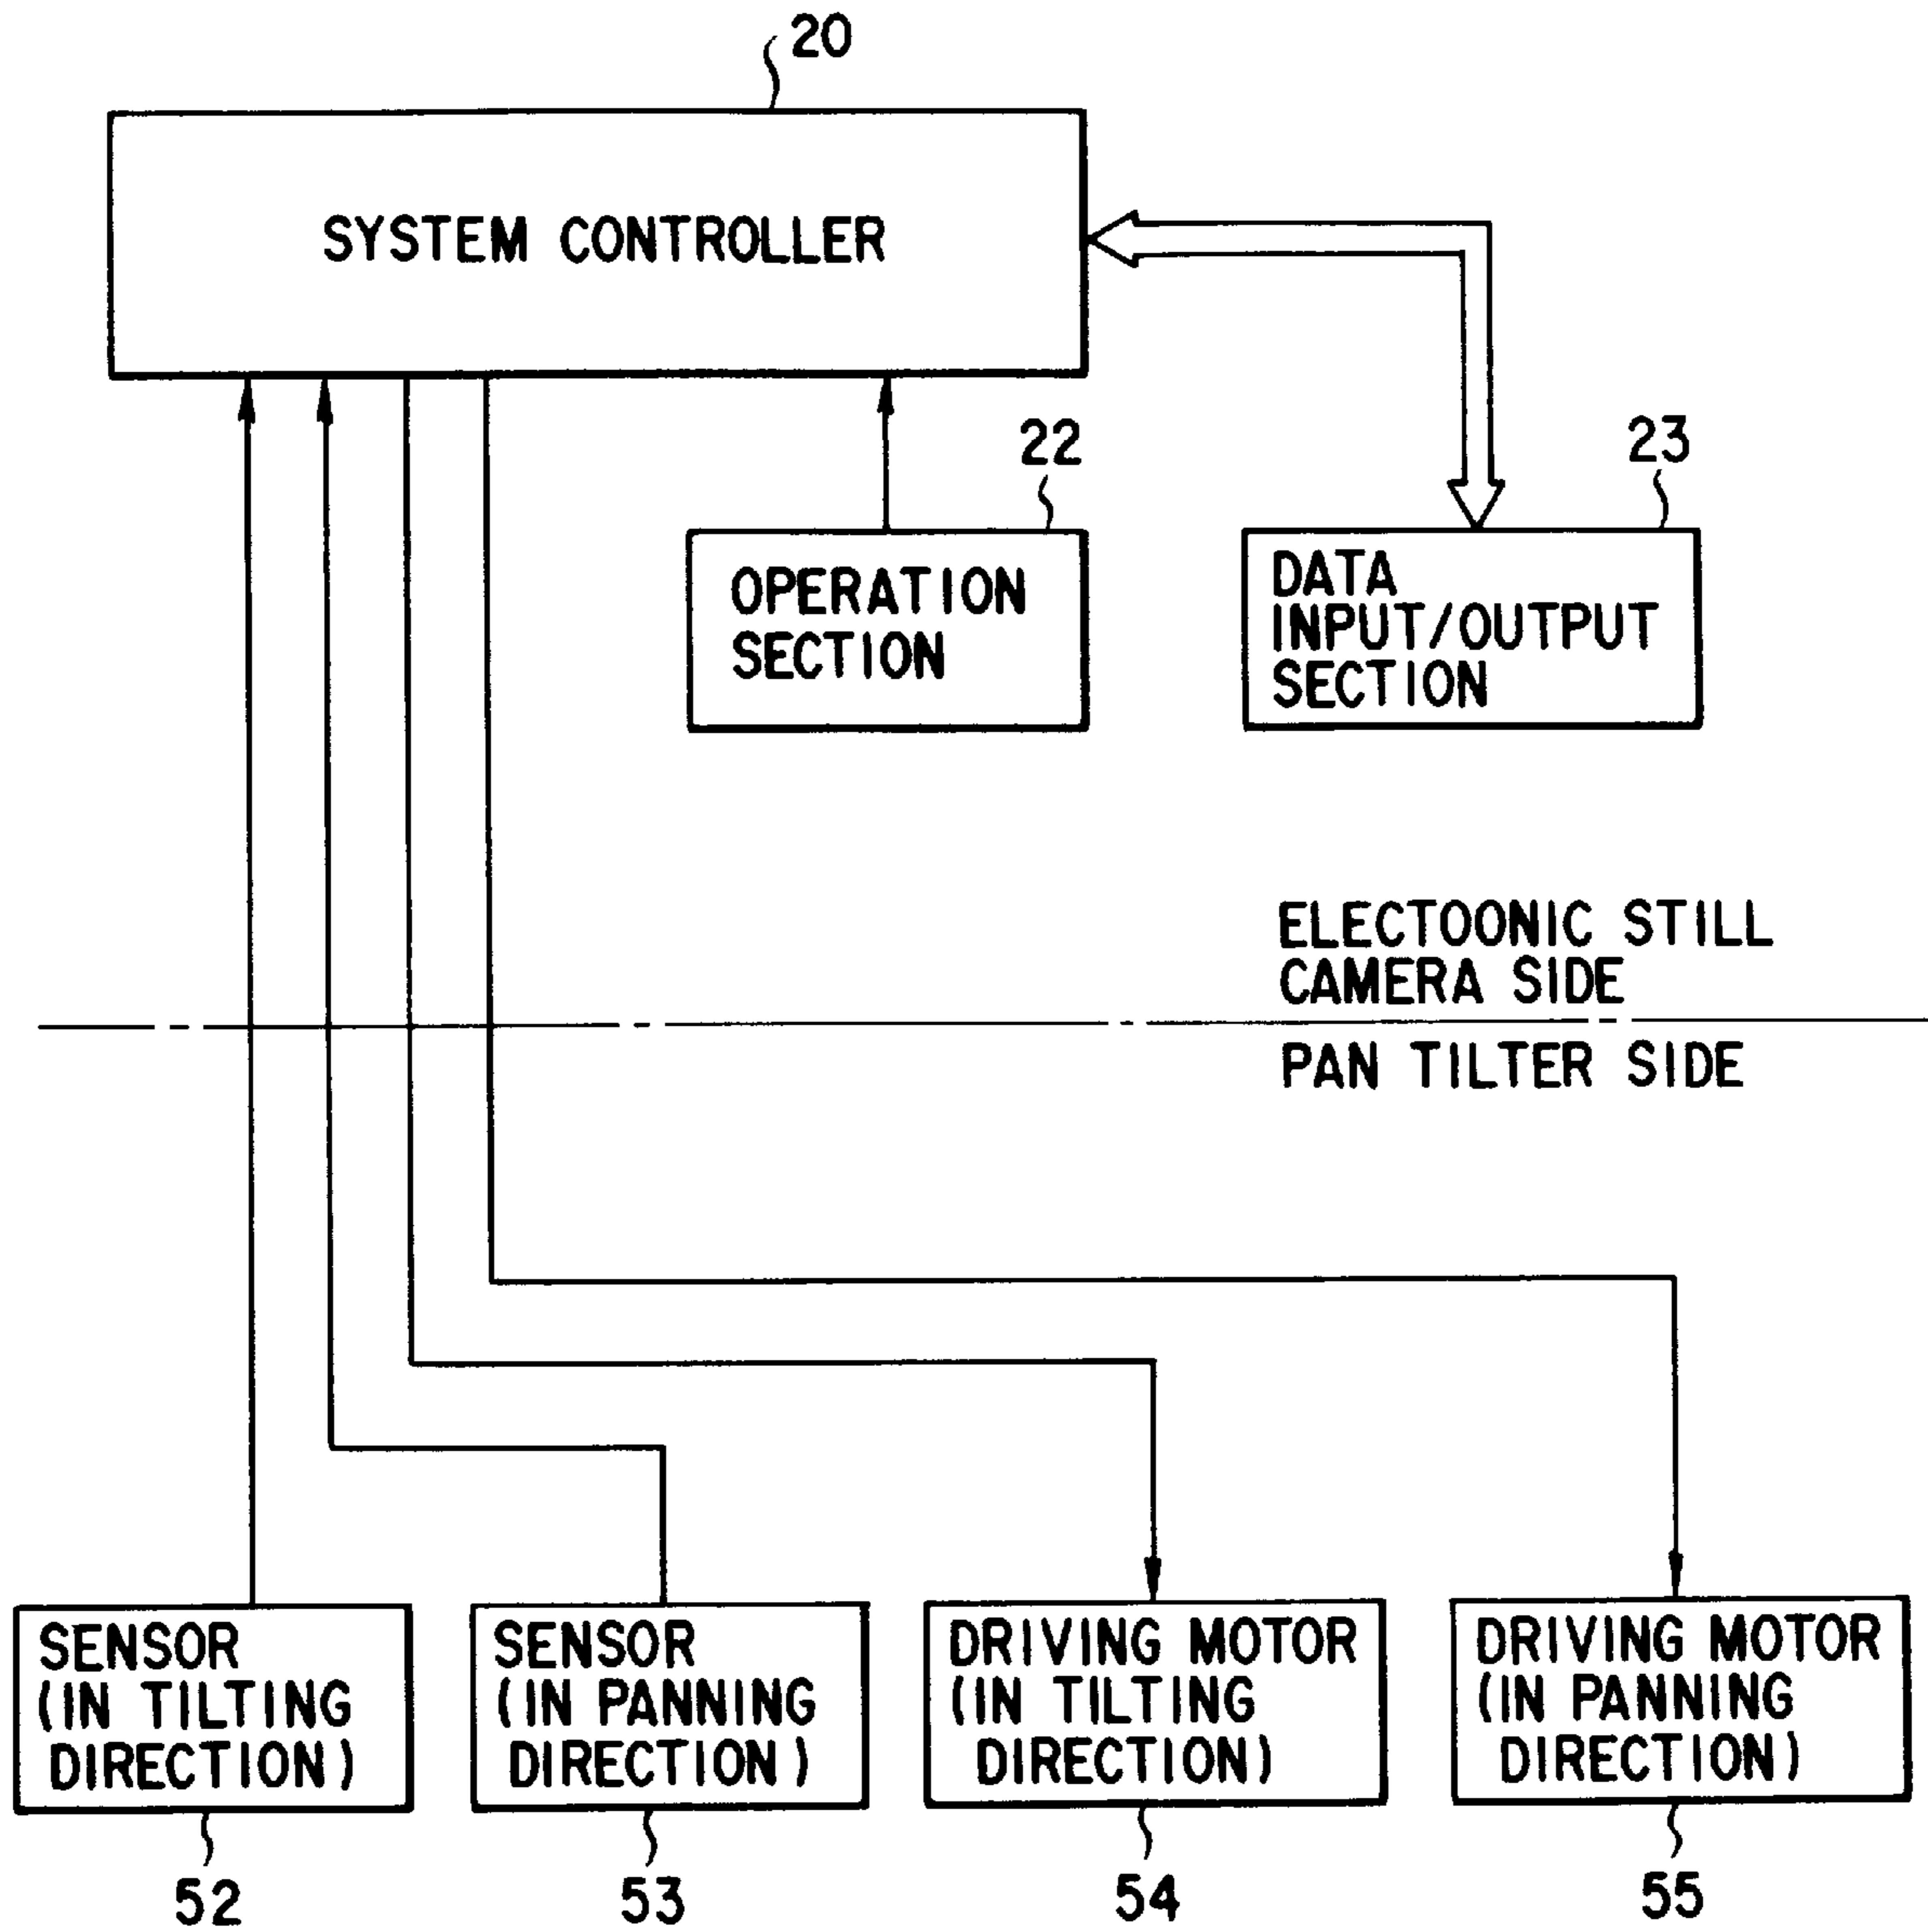 20
SYSTEM CONTROLLER
22
23
OPERATION
SECTION
DATA
INPUT/OUTPUT
SECTION
ELECTOONIC STILL
CAMERA SIDE
PAN TILTER SIDE
SENSOR
(IN TILTING
DIRECTION)
SENSOR
(IN PANNING
DIRECTION)
DRIVING MOTOR
(IN TILTING
DIRECTION)
DRIVING MOTOR
(IN PANNING
DIRECTION)
52
53
54
55